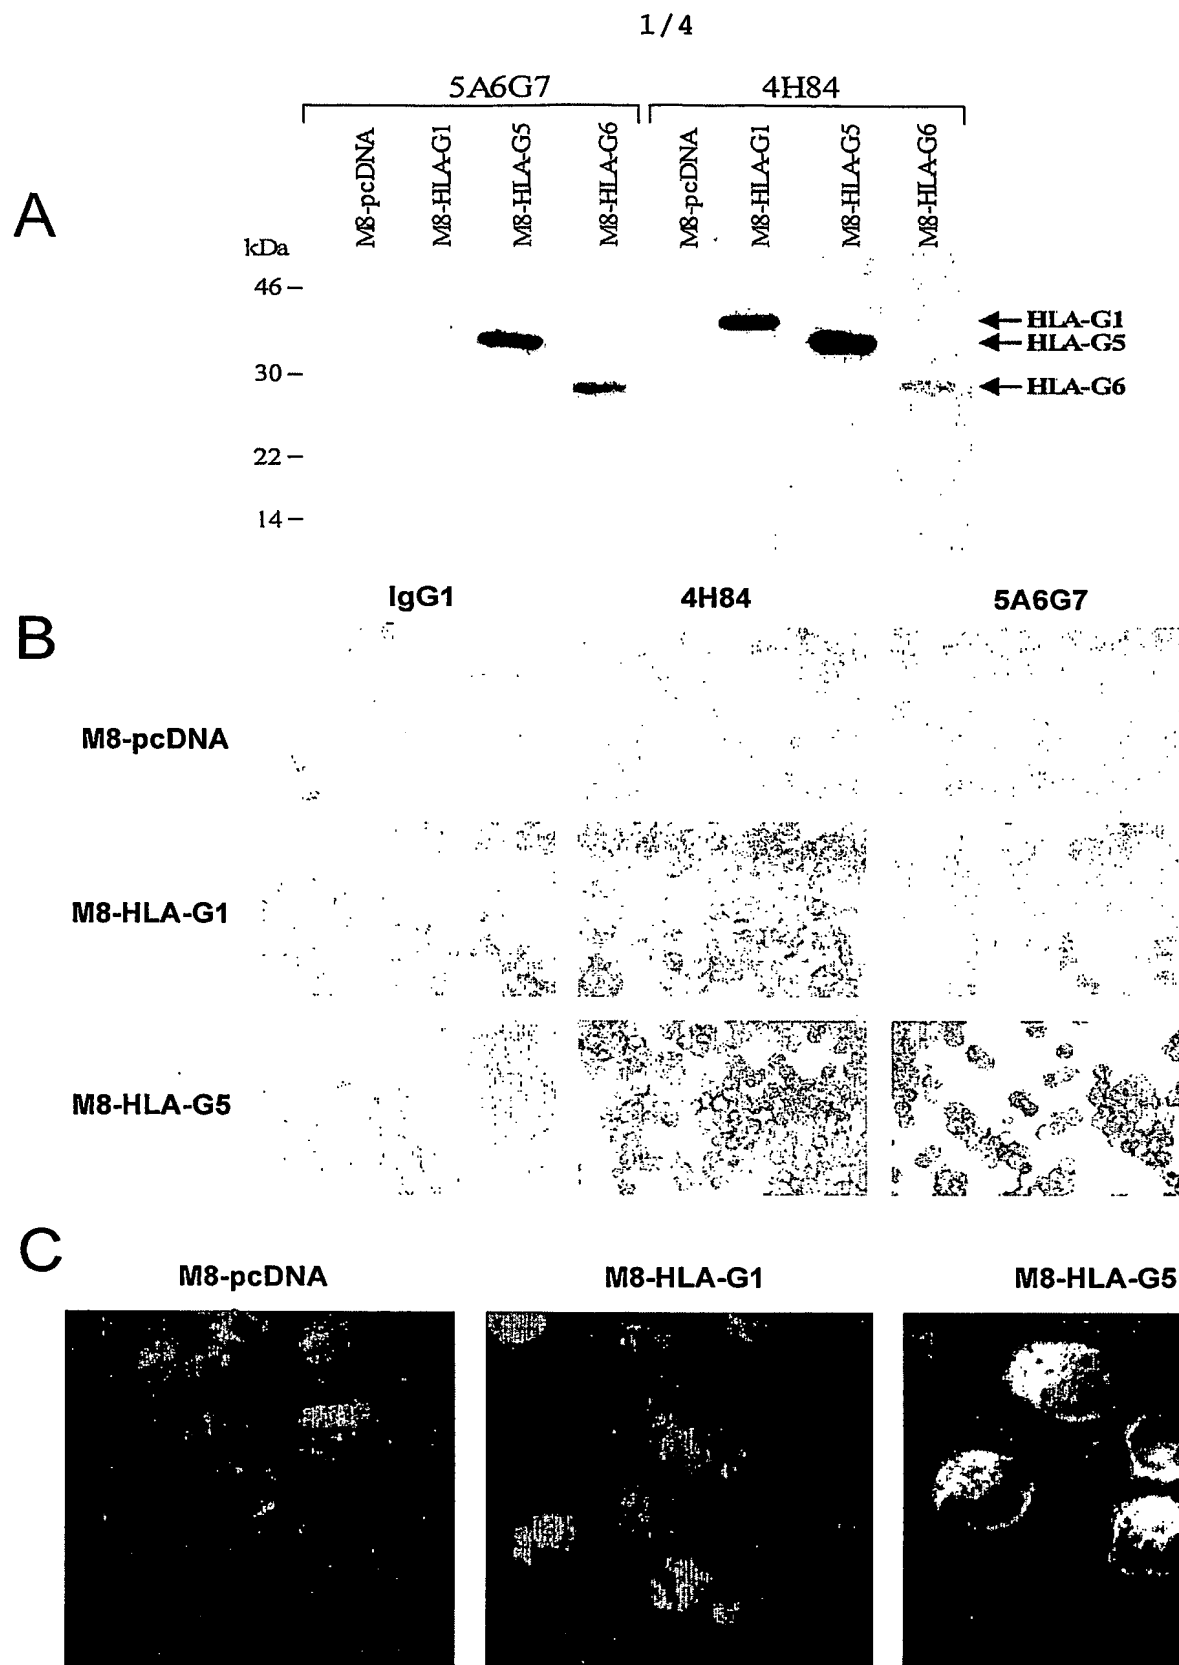 1/4
5A6G7 4H84
M8-pcDNA M8-HLA-G1 M8-HLA-G5 M8-HLA-G6 M8-pcDNA M8-HLA-G1 M8-HLA-G5 M8-HLA-G6
A
kDa
46
HLA-G1
HLA-G5
30
HLA-G6
22
14
IgG1 4H84 5A6G7
B
M8-pcDNA
M8-HLA-G1
M8-HLA-G5
C
M8-pcDNA M8-HLA-G1 M8-HLA-G5